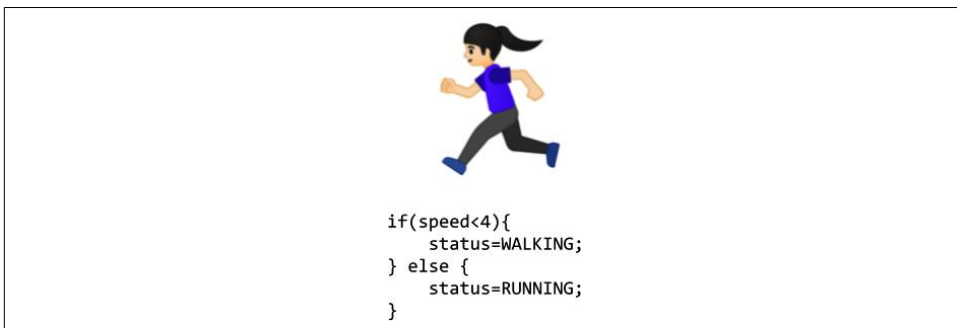 if(speed<4){
    status=WALKING;
} else {
    status=RUNNING;
}